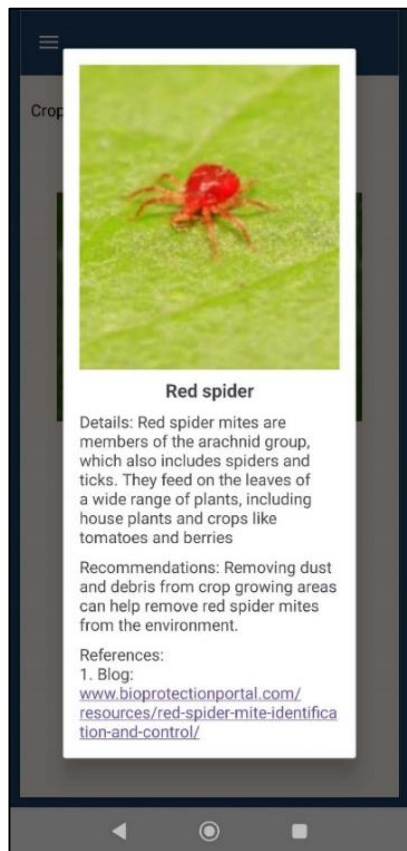 Crop
Red spider
Details: Red spider mites are
members of the arachnid group,
which also includes spiders and
ticks. They feed on the leaves of
a wide range of plants, including
house plants and crops like
tomatoes and berries
Recommendations: Removing dust
and debris from crop growing areas
can help remove red spider mites
from the environment.
References:
1. Blog:
www.bioprotectionportal.com/
resources/red-spider-mite-identifica
tion-and-control/